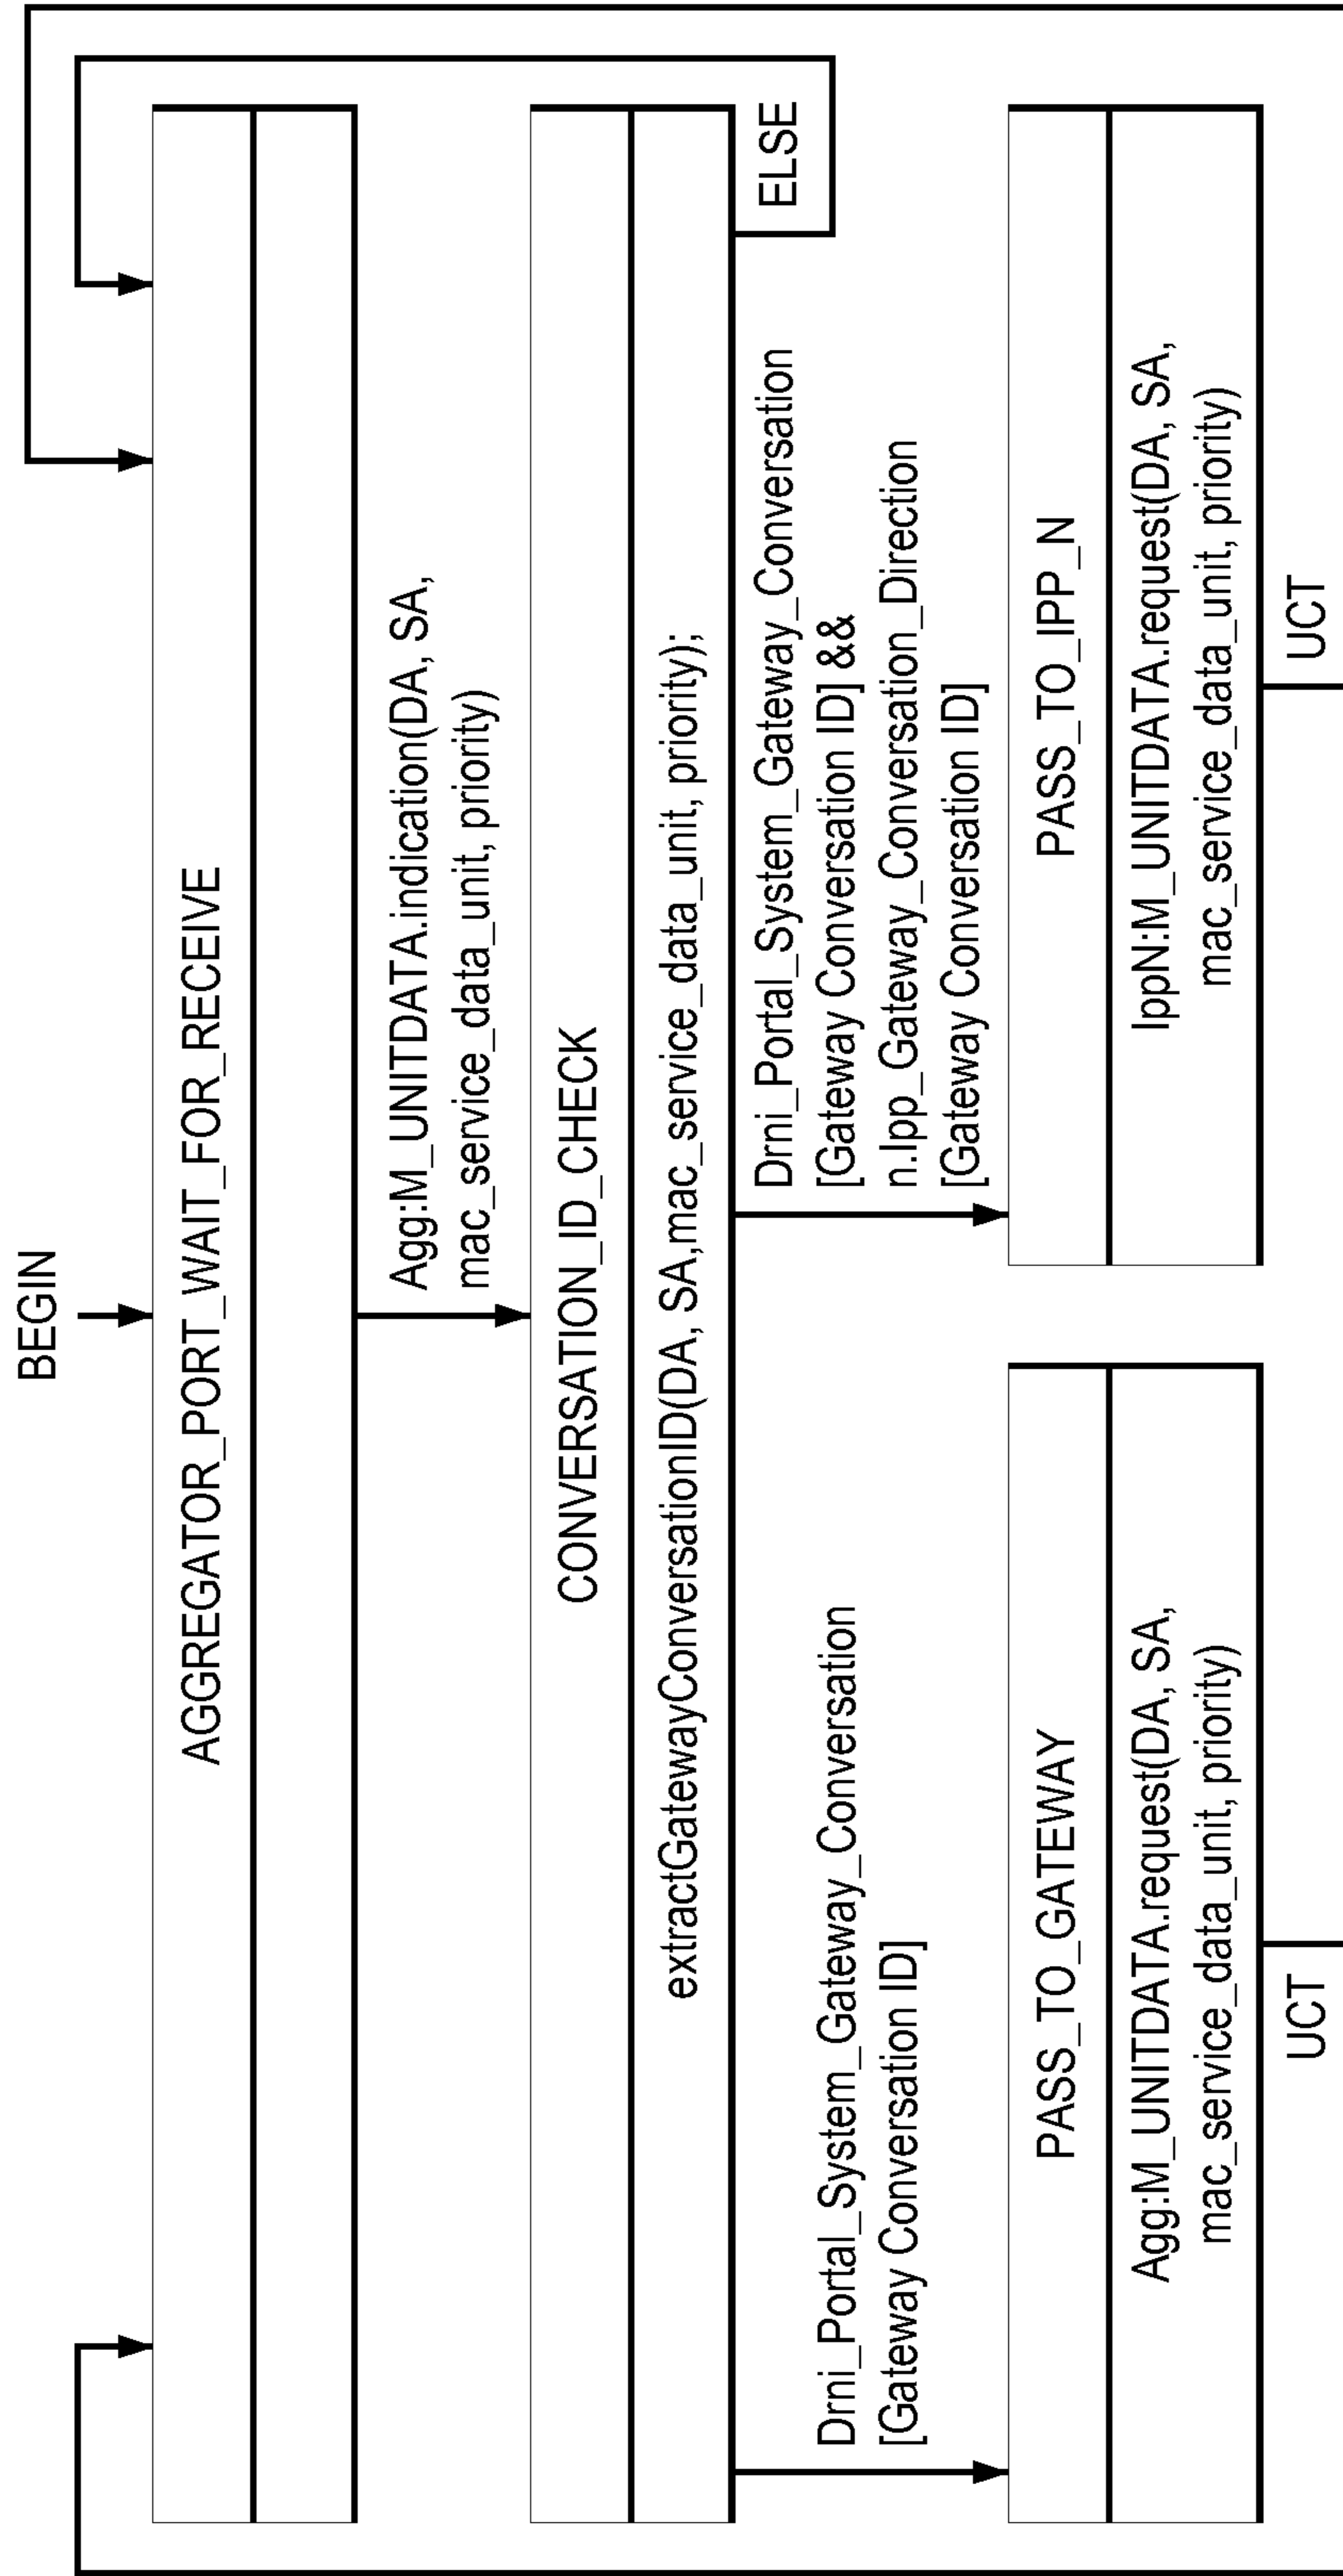 BEGIN
AGGREGATOR_PORT_WAIT_FOR_RECEIVE
Agg:M_UNITDATA.indication(DA, SA,
mac_service_data_unit, priority)
CONVERSATION_ID_CHECK
extractGatewayConversationID(DA, SA,mac_service_data_unit, priority);
ELSE
Drni_Portal_System_Gateway_Conversation
[Gateway Conversation ID]
Drni_Portal_System_Gateway_Conversation
[Gateway Conversation ID] &&
n.Ipp_Gateway_Conversation_Direction
[Gateway Conversation ID]
PASS_TO_GATEWAY
Agg:M_UNITDATA.request(DA, SA,
mac_service_data_unit, priority)
UCT
PASS_TO_IPP_N
IppN:M_UNITDATA.request(DA, SA,
mac_service_data_unit, priority)
UCT